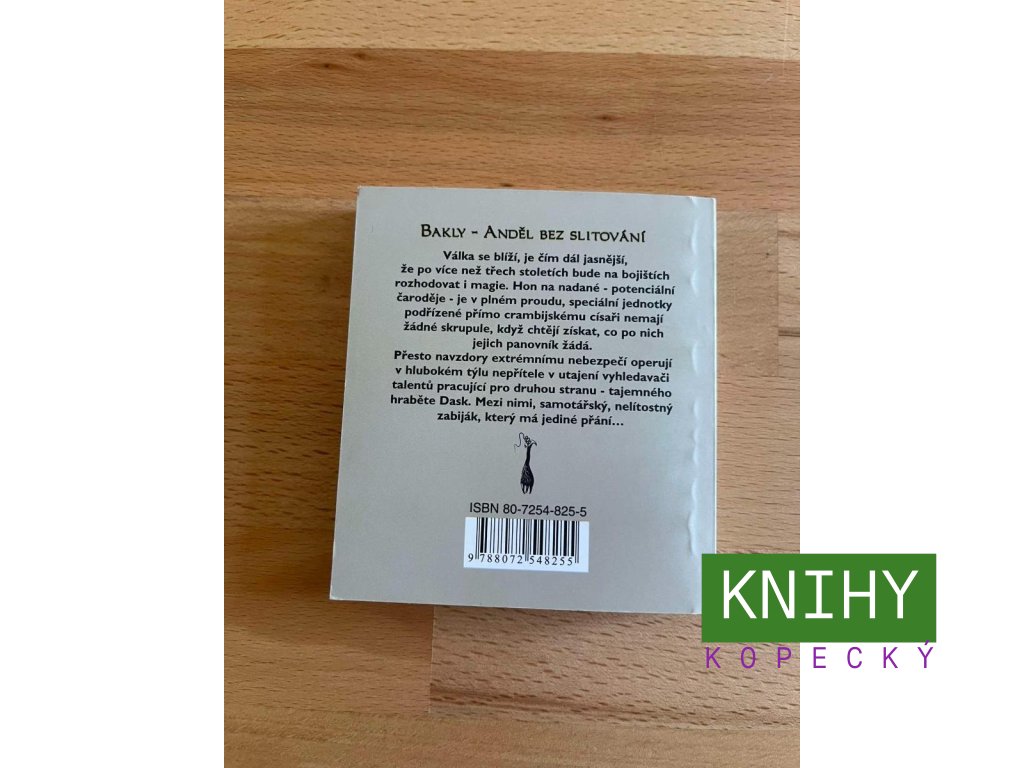 BAKLY - ANDĚL BEZ SLITOVÁNÍ
Válka se blíží, je čím dál jasnější,
že po více než třech stoletích bude na bojištích
rozhodovat i magie. Hon na nadané - potenciální
čaroděje - je v plném proudu, speciální jednotky
podřízené přímo crambijskému císaři nemají
žádné skrupule, když chtějí získat, co po nich
jejich panovník žádá.
Přesto navzdory extrémnímu nebezpečí operují
v hlubokém týlu nepřítele v utajení vyhledavači
talentů pracující pro druhou stranu - tajemného
hraběte Dask. Mezi nimi, samotářský, nelítostný
zabiják, který má jediné přání...
ISBN 80-7254-825-5
9 788072 548255
KNIHY
KOPECKÝ